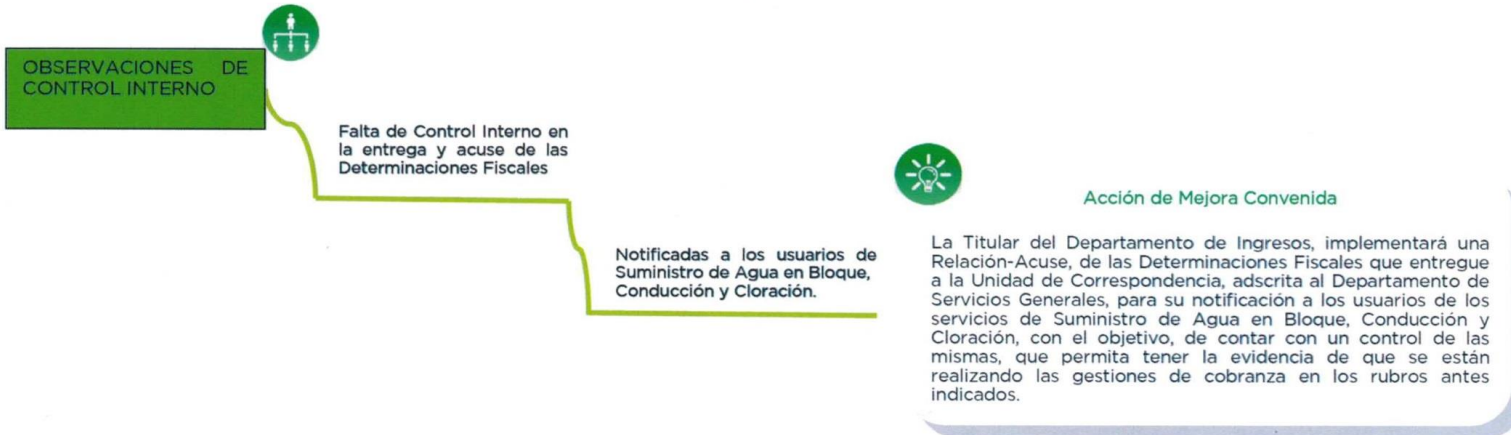 OBSERVACIONES DE
CONTROL INTERNO
Falta de Control Interno en
la entrega y acuse de las
Determinaciones Fiscales
Notificadas a los usuarios de
Suministro de Agua en Bloque,
Conducción y Cloración.
Acción de Mejora Convenida
La Titular del Departamento de Ingresos, implementará una
Relación-Acuse, de las Determinaciones Fiscales que entregue
a la Unidad de Correspondencia, adscrita al Departamento de
Servicios Generales, para su notificación a los usuarios de los
servicios de Suministro de Agua en Bloque, Conducción y
Cloración, con el objetivo, de contar con un control de las
mismas, que permita tener la evidencia de que se están
realizando las gestiones de cobranza en los rubros antes
indicados.